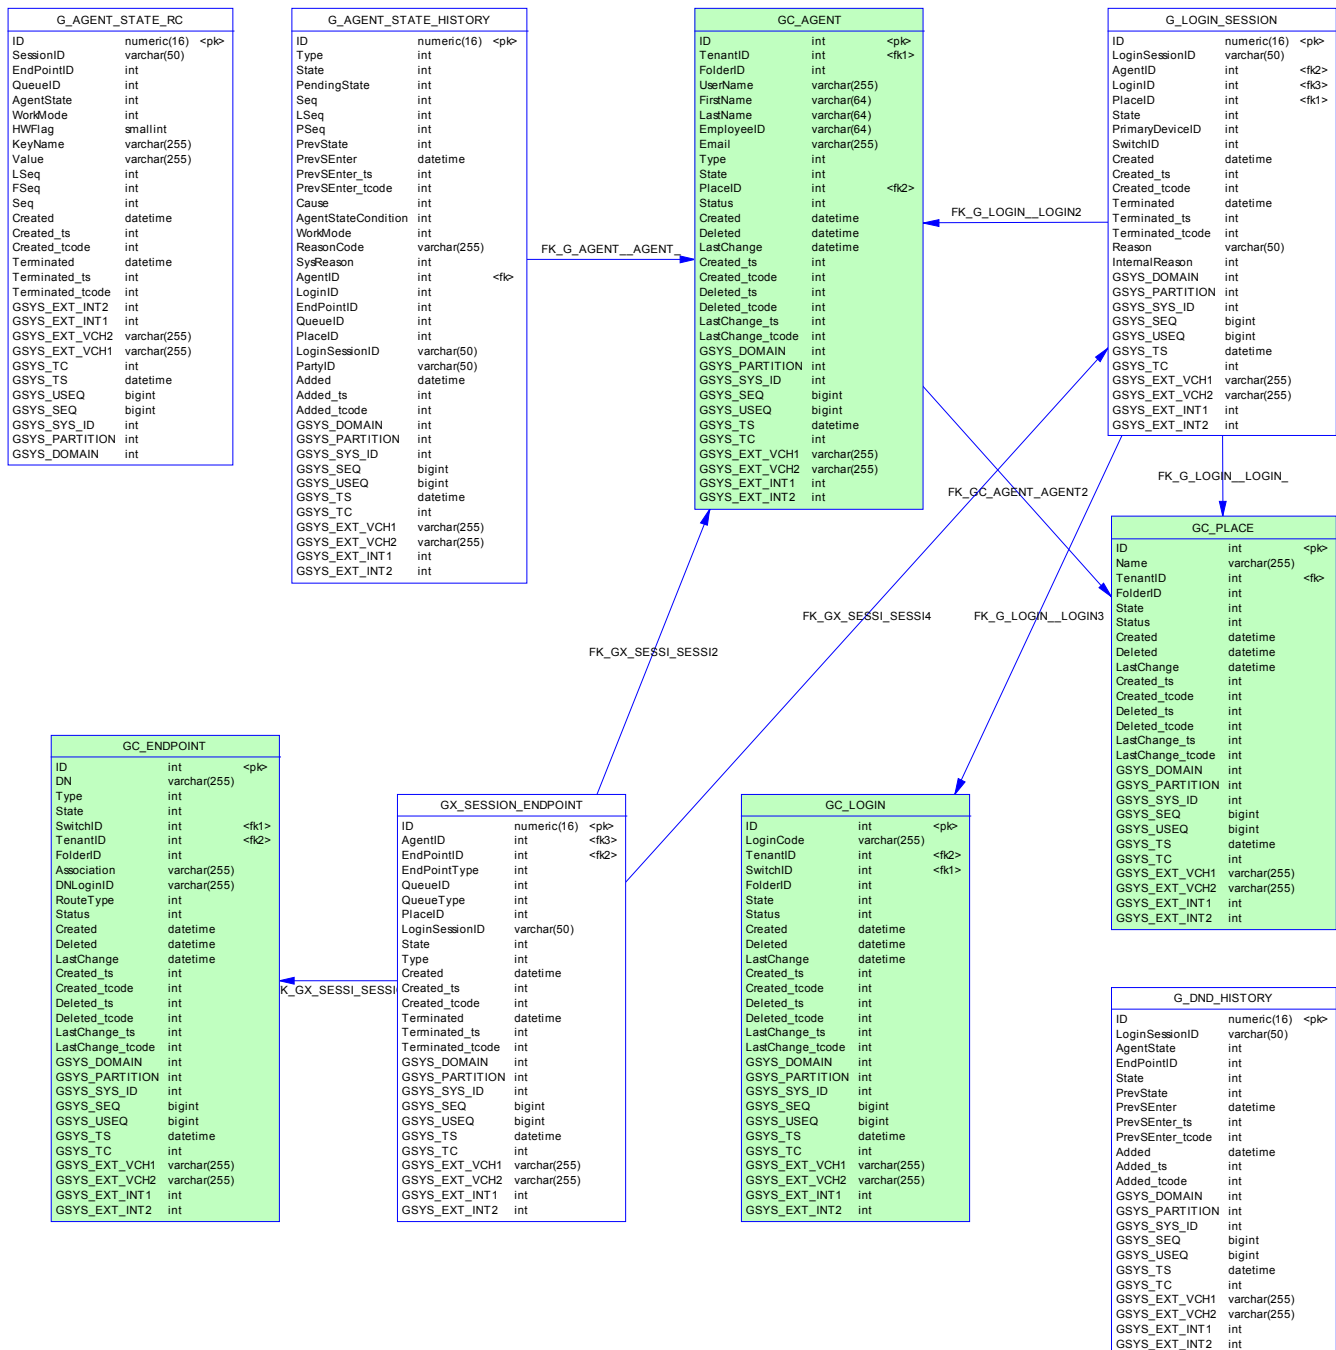 G_AGENT_STATE_RC
ID numeric(16) <pk>
SessionID varchar(50)
EndPointID int
QueueID int
AgentState int
WorkMode int
HWFlag smallint
KeyName varchar(255)
Value varchar(255)
LSeq int
FSeq int
Seq int
Created datetime
Created_ts int
Created_tcode int
Terminated datetime
Terminated_ts int
Terminated_tcode int
GSYS_EXT_INT2 int
GSYS_EXT_INT1 int
GSYS_EXT_VCH2 varchar(255)
GSYS_EXT_VCH1 varchar(255)
GSYS_TC int
GSYS_TS datetime
GSYS_USEQ bigint
GSYS_SEQ bigint
GSYS_SYS_ID int
GSYS_PARTITION int
GSYS_DOMAIN int
G_AGENT_STATE_HISTORY
ID numeric(16) <pk>
Type int
State int
PendingState int
Seq int
LSeq int
PSeq int
PrevState int
PrevSEnter datetime
PrevSEnter_ts int
PrevSEnter_tcode int
Cause int
AgentStateCondition int
WorkMode int
ReasonCode varchar(255)
SysReason int
AgentID int <fk>
LoginID int
EndPointID int
QueueID int
PlaceID int
LoginSessionID varchar(50)
PartyID varchar(50)
Added datetime
Added_ts int
Added_tcode int
GSYS_DOMAIN int
GSYS_PARTITION int
GSYS_SYS_ID int
GSYS_SEQ bigint
GSYS_USEQ bigint
GSYS_TS datetime
GSYS_TC int
GSYS_EXT_VCH1 varchar(255)
GSYS_EXT_VCH2 varchar(255)
GSYS_EXT_INT1 int
GSYS_EXT_INT2 int
FK_G_AGENT__AGENT_
GC_AGENT
ID int <pk>
TenantID int <fk1>
FolderID int
UserName varchar(255)
FirstName varchar(64)
LastName varchar(64)
EmployeeID varchar(64)
Email varchar(255)
Type int
State int
PlaceID int <fk2>
Status int
Created datetime
Deleted datetime
LastChange datetime
Created_ts int
Created_tcode int
Deleted_ts int
Deleted_tcode int
LastChange_ts int
LastChange_tcode int
GSYS_DOMAIN int
GSYS_PARTITION int
GSYS_SYS_ID int
GSYS_SEQ bigint
GSYS_USEQ bigint
GSYS_TS datetime
GSYS_TC int
GSYS_EXT_VCH1 varchar(255)
GSYS_EXT_VCH2 varchar(255)
GSYS_EXT_INT1 int
GSYS_EXT_INT2 int
FK_G_LOGIN__LOGIN2
G_LOGIN_SESSION
ID numeric(16) <pk>
LoginSessionID varchar(50)
AgentID int <fk2>
LoginID int <fk3>
PlaceID int <fk1>
State int
PrimaryDeviceID int
SwitchID int
Created datetime
Created_ts int
Created_tcode int
Terminated datetime
Terminated_ts int
Terminated_tcode int
Reason varchar(50)
InternalReason int
GSYS_DOMAIN int
GSYS_PARTITION int
GSYS_SYS_ID int
GSYS_SEQ bigint
GSYS_USEQ bigint
GSYS_TS datetime
GSYS_TC int
GSYS_EXT_VCH1 varchar(255)
GSYS_EXT_VCH2 varchar(255)
GSYS_EXT_INT1 int
GSYS_EXT_INT2 int
FK_G_LOGIN__LOGIN_
FK_GC_AGENT_AGENT2
FK_GX_SESSI_SESSI4
FK_G_LOGIN__LOGIN3
FK_GX_SESSI_SESSI2
GC_PLACE
ID int <pk>
Name varchar(255)
TenantID int <fk>
FolderID int
State int
Status int
Created datetime
Deleted datetime
LastChange datetime
Created_ts int
Created_tcode int
Deleted_ts int
Deleted_tcode int
LastChange_ts int
LastChange_tcode int
GSYS_DOMAIN int
GSYS_PARTITION int
GSYS_SYS_ID int
GSYS_SEQ bigint
GSYS_USEQ bigint
GSYS_TS datetime
GSYS_TC int
GSYS_EXT_VCH1 varchar(255)
GSYS_EXT_VCH2 varchar(255)
GSYS_EXT_INT1 int
GSYS_EXT_INT2 int
GC_ENDPOINT
ID int <pk>
DN varchar(255)
Type int
State int
SwitchID int <fk1>
TenantID int <fk2>
FolderID int
Association varchar(255)
DNLoginID varchar(255)
RouteType int
Status int
Created datetime
Deleted datetime
LastChange datetime
Created_ts int
Created_tcode int
Deleted_ts int
Deleted_tcode int
LastChange_ts int
LastChange_tcode int
GSYS_DOMAIN int
GSYS_PARTITION int
GSYS_SYS_ID int
GSYS_SEQ bigint
GSYS_USEQ bigint
GSYS_TS datetime
GSYS_TC int
GSYS_EXT_VCH1 varchar(255)
GSYS_EXT_VCH2 varchar(255)
GSYS_EXT_INT1 int
GSYS_EXT_INT2 int
GX_SESSION_ENDPOINT
ID numeric(16) <pk>
AgentID int <fk3>
EndPointID int <fk2>
EndPointType int
QueueID int
QueueType int
PlaceID int
LoginSessionID varchar(50)
State int
Type int
Created datetime
Created_ts int
Created_tcode int
Terminated datetime
Terminated_ts int
Terminated_tcode int
GSYS_DOMAIN int
GSYS_PARTITION int
GSYS_SYS_ID int
GSYS_SEQ bigint
GSYS_USEQ bigint
GSYS_TS datetime
GSYS_TC int
GSYS_EXT_VCH1 varchar(255)
GSYS_EXT_VCH2 varchar(255)
GSYS_EXT_INT1 int
GSYS_EXT_INT2 int
GC_LOGIN
ID int <pk>
LoginCode varchar(255)
TenantID int <fk2>
SwitchID int <fk1>
FolderID int
State int
Status int
Created datetime
Deleted datetime
LastChange datetime
Created_ts int
Created_tcode int
Deleted_ts int
Deleted_tcode int
LastChange_ts int
LastChange_tcode int
GSYS_DOMAIN int
GSYS_PARTITION int
GSYS_SYS_ID int
GSYS_SEQ bigint
GSYS_USEQ bigint
GSYS_TS datetime
GSYS_TC int
GSYS_EXT_VCH1 varchar(255)
GSYS_EXT_VCH2 varchar(255)
GSYS_EXT_INT1 int
GSYS_EXT_INT2 int
G_DND_HISTORY
ID numeric(16) <pk>
LoginSessionID varchar(50)
AgentState int
EndPointID int
State int
PrevState int
PrevSEnter datetime
PrevSEnter_ts int
PrevSEnter_tcode int
Added datetime
Added_ts int
Added_tcode int
GSYS_DOMAIN int
GSYS_PARTITION int
GSYS_SYS_ID int
GSYS_SEQ bigint
GSYS_USEQ bigint
GSYS_TS datetime
GSYS_TC int
GSYS_EXT_VCH1 varchar(255)
GSYS_EXT_VCH2 varchar(255)
GSYS_EXT_INT1 int
GSYS_EXT_INT2 int